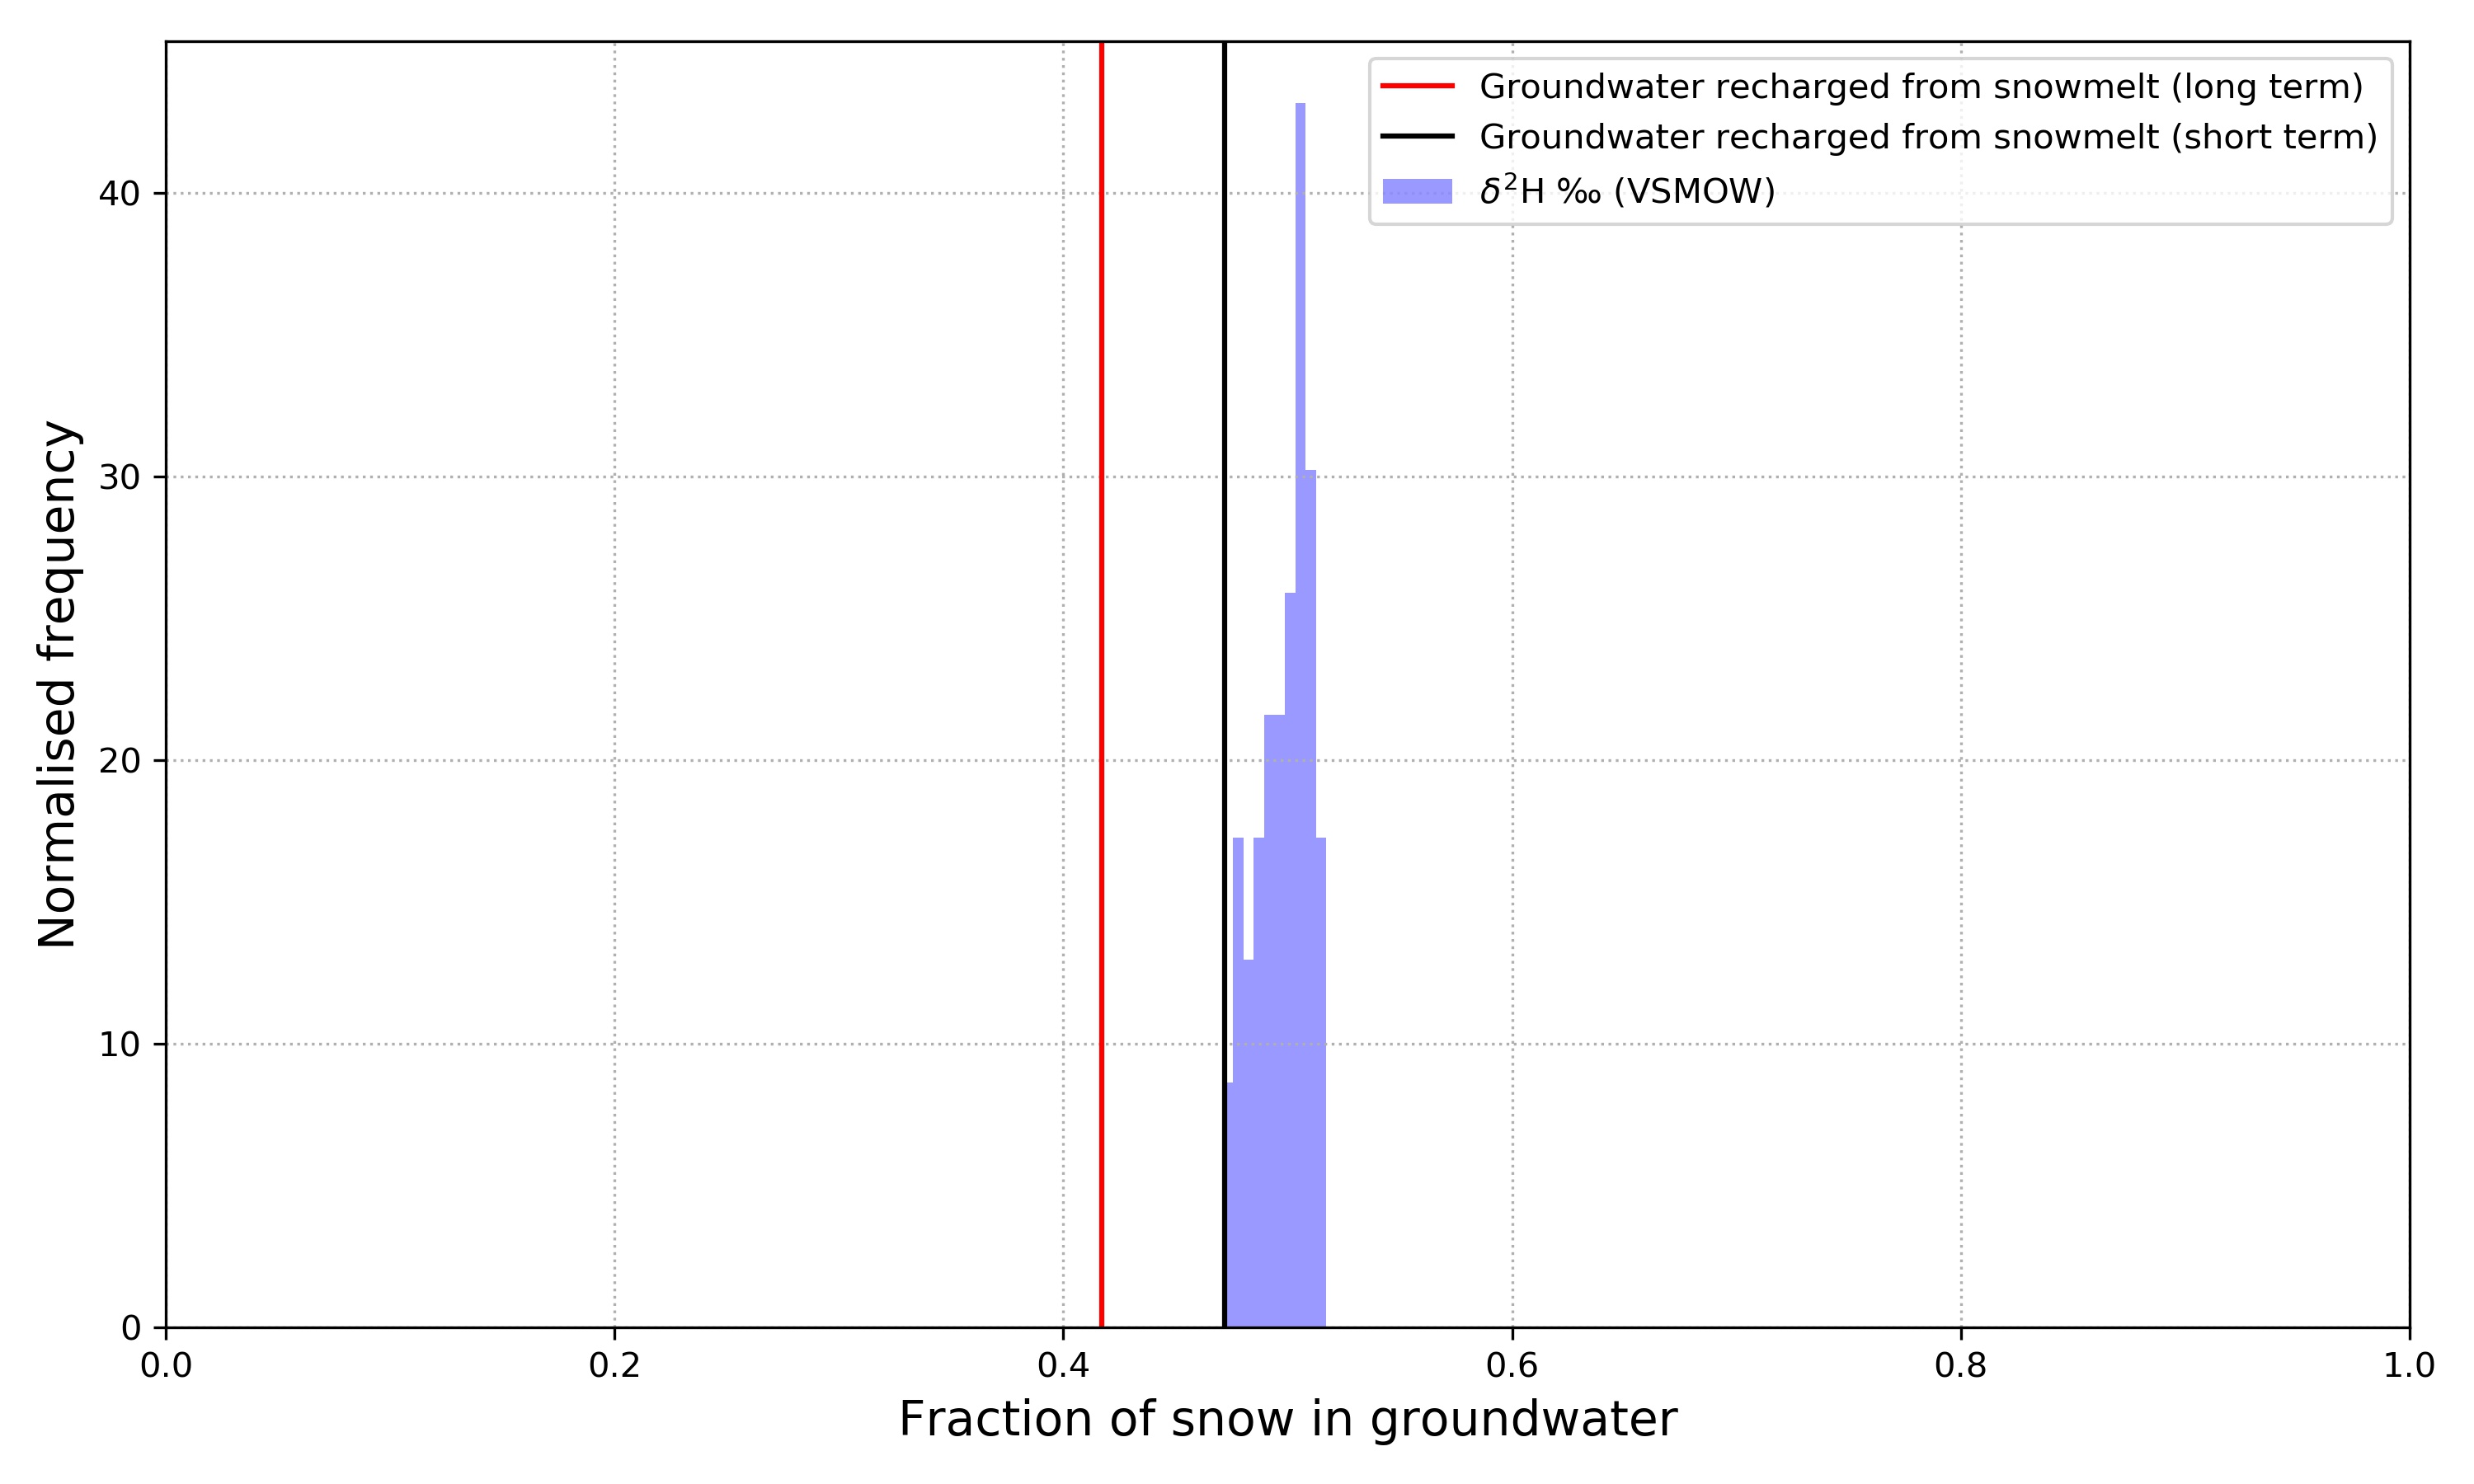 Groundwater recharged from snowmelt (long term)
Groundwater recharged from snowmelt (short term)
δ²H ‰ (VSMOW)
Normalised frequency
40
30
20
10
0
0.0 0.2 0.4 0.6 0.8 1.0
Fraction of snow in groundwater